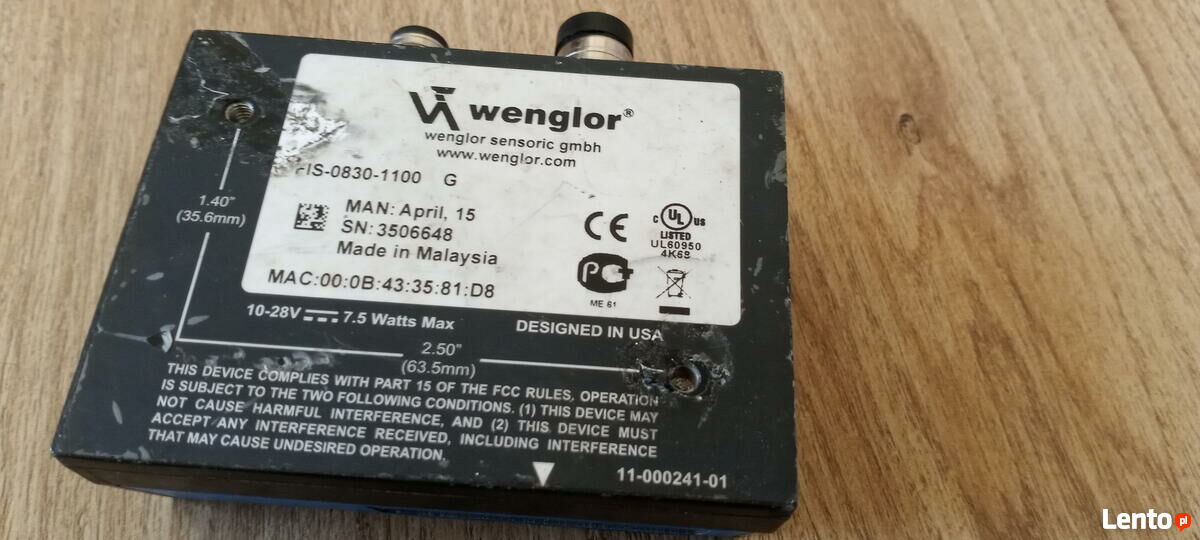 wenglor®
wenglor sensoric gmbh
www.wenglor.com
FIS-0830-1100 G
MAN: April, 15
SN: 3506648
Made in Malaysia
MAC:00:0B:43:35:81:D8
CE
c UL us
LISTED
UL60950
4K68
ME 61
1.40"
(35.6mm)
10-28V 7.5 Watts Max
DESIGNED IN USA
2.50"
(63.5mm)
THIS DEVICE COMPLIES WITH PART 15 OF THE FCC RULES. OPERATION
IS SUBJECT TO THE TWO FOLLOWING CONDITIONS. (1) THIS DEVICE MAY
NOT CAUSE HARMFUL INTERFERENCE, AND (2) THIS DEVICE MUST
ACCEPT ANY INTERFERENCE RECEIVED, INCLUDING INTERFERENCE
THAT MAY CAUSE UNDESIRED OPERATION.
11-000241-01
Lento pl